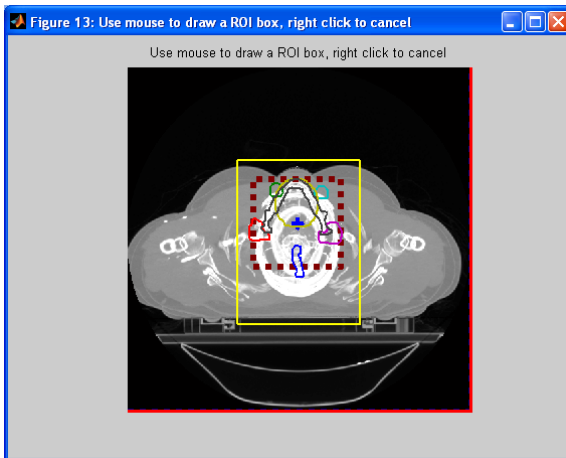 Figure 13: Use mouse to draw a ROI box, right click to cancel
Use mouse to draw a ROI box, right click to cancel